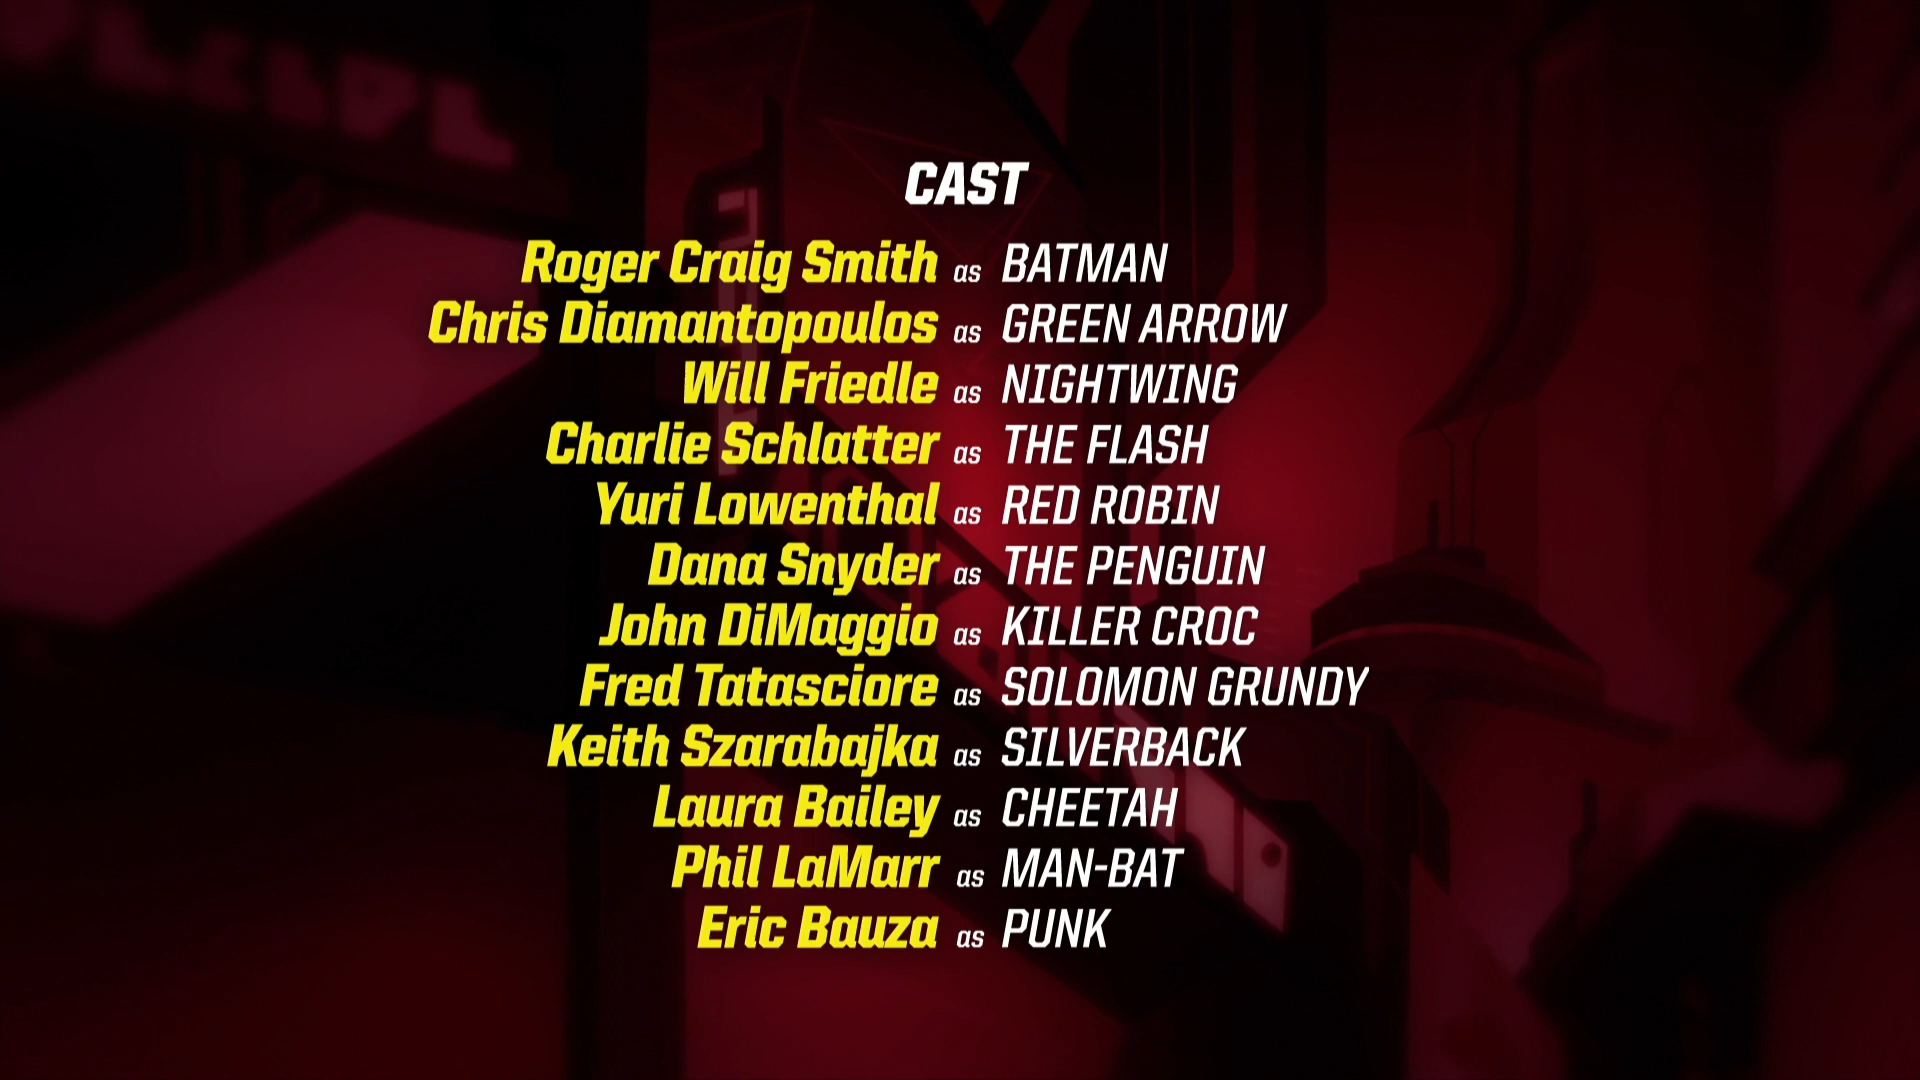 CAST
Roger Craig Smith as BATMAN
Chris Diamantopoulos as GREEN ARROW
Will Friedle as NIGHTWING
Charlie Schlatter as THE FLASH
Yuri Lowenthal as RED ROBIN
Dana Snyder as THE PENGUIN
John DiMaggio as KILLER CROC
Fred Tatasciore as SOLOMON GRUNDY
Keith Szarabajka as SILVERBACK
Laura Bailey as CHEETAH
Phil LaMarr as MAN-BAT
Eric Bauza as PUNK